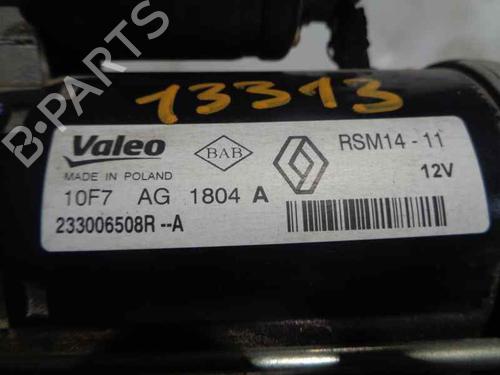 B-PARTS
13313
Valeo
BAB
RSM14 - 11
MADE IN POLAND
12V
10F7 AG 1804 A
233006508R --A